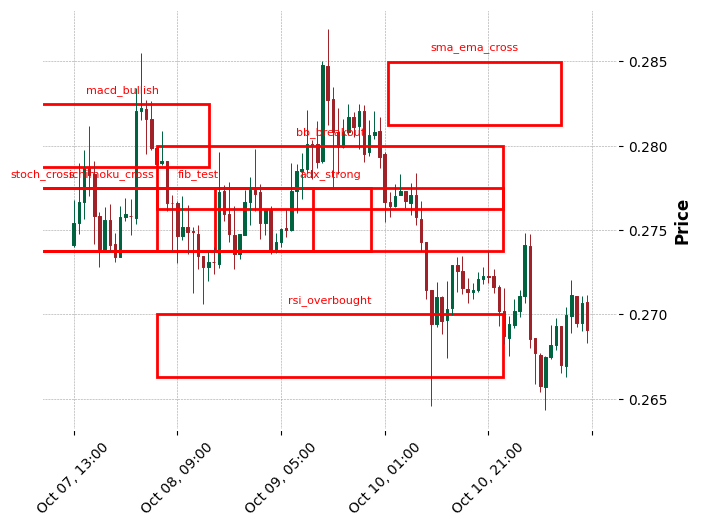 sma_ema_cross
0.285
macd_bullish
bb_breakout
0.280
stoch_cross
ichimoku_cross
fib_test
adx_strong
0.275
Price
rsi_overbought
0.270
0.265
Oct 07, 13:00
Oct 08, 09:00
Oct 09, 05:00
Oct 10, 01:00
Oct 10, 21:00